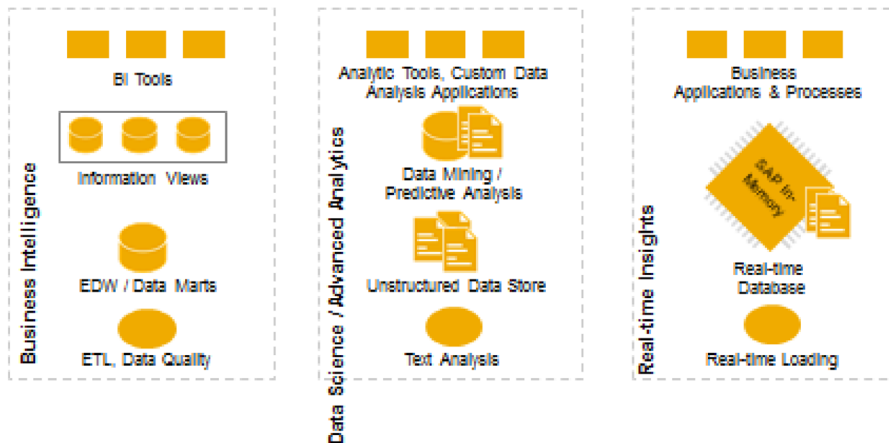 BI Tools
Information Views
EDW / Data Marts
ETL, Data Quality
Business Intelligence
Analytic Tools, Custom Data
Analysis Applications
Data Mining /
Predictive Analysis
Unstructured Data Store
Text Analysis
Data Science / Advanced Analytics
Business
Applications & Processes
SAP In-
Memory
Real-time
Database
Real-time Loading
Real-time Insights